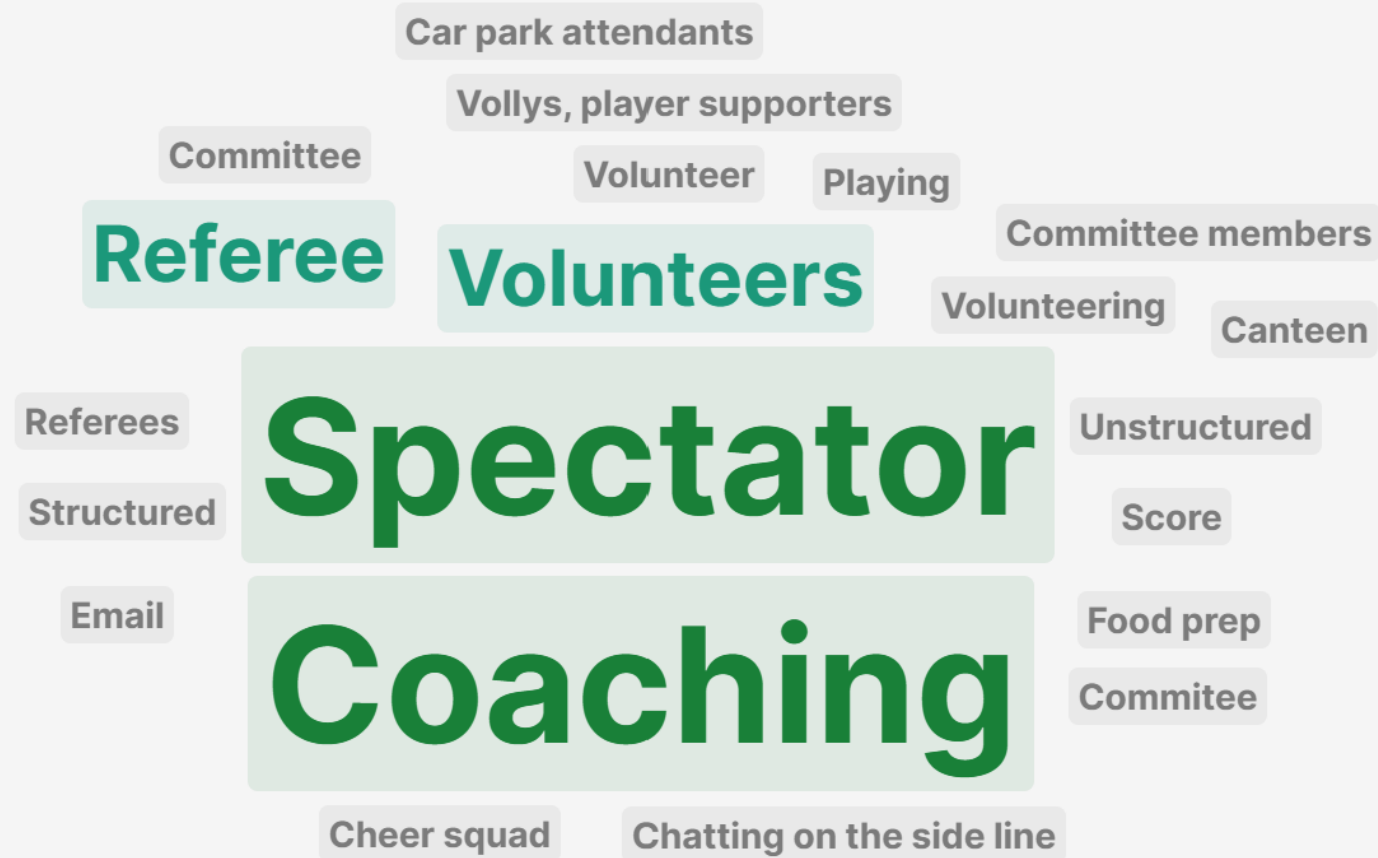 Car park attendants
Vollys, player supporters
Committee
Volunteer
Playing
Referee
Volunteers
Committee members
Volunteering
Canteen
Spectator
Referees
Unstructured
Structured
Score
Email
Coaching
Food prep
Commitee
Cheer squad
Chatting on the side line